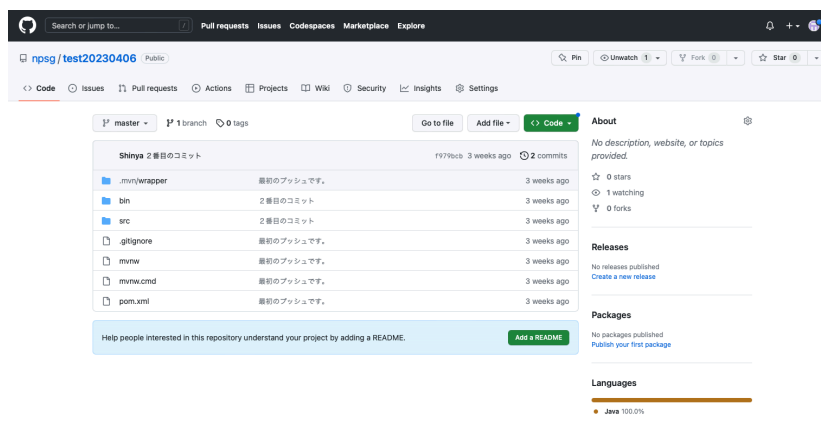 Search or jump to... / Pull requests Issues Codespaces Marketplace Explore
npsg / test20230406 Public Pin Unwatch 1 Fork 0 Star 0
Code Issues Pull requests Actions Projects Wiki Security Insights Settings
master 1 branch 0 tags Go to file Add file Code
Shinya 2番目のコミット f979bcb 3 weeks ago 2 commits
.mvn/wrapper 最初のプッシュです。 3 weeks ago
bin 2番目のコミット 3 weeks ago
src 2番目のコミット 3 weeks ago
.gitignore 最初のプッシュです。 3 weeks ago
mvnw 最初のプッシュです。 3 weeks ago
mvnw.cmd 最初のプッシュです。 3 weeks ago
pom.xml 最初のプッシュです。 3 weeks ago
Help people interested in this repository understand your project by adding a README. Add a README
About
No description, website, or topics
provided.
0 stars
1 watching
0 forks
Releases
No releases published
Create a new release
Packages
No packages published
Publish your first package
Languages
Java 100.0%